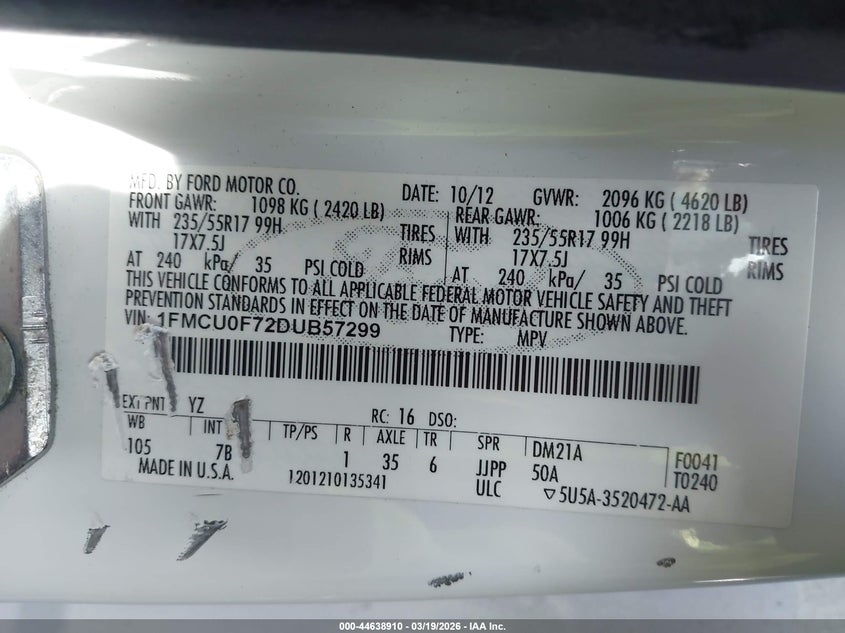 MFD. BY FORD MOTOR CO. DATE: 10/12 GVWR: 2096 KG ( 4620 LB)
FRONT GAWR: 1098 KG ( 2420 LB) REAR GAWR: 1006 KG ( 2218 LB)
WITH 235/55R17 99H TIRES WITH 235/55R17 99H TIRES
17X7.5J RIMS 17X7.5J RIMS
AT 240 kPa/ 35 PSI COLD AT 240 kPa/ 35 PSI COLD
THIS VEHICLE CONFORMS TO ALL APPLICABLE FEDERAL MOTOR VEHICLE SAFETY AND THEFT
PREVENTION STANDARDS IN EFFECT ON THE DATE OF MANUFACTURE SHOWN ABOVE.
VIN: 1FMCU0F72DUB57299 TYPE: MPV
EXT PNT YZ RC: 16 DSO:
WB INT TP/PS R AXLE TR SPR DM21A F0041
105 7B 1 35 6 JJPP 50A T0240
MADE IN U.S.A. 1201210135341 ULC ▽5U5A-3520472-AA
000-44638910 - 03/19/2026 - IAA Inc.